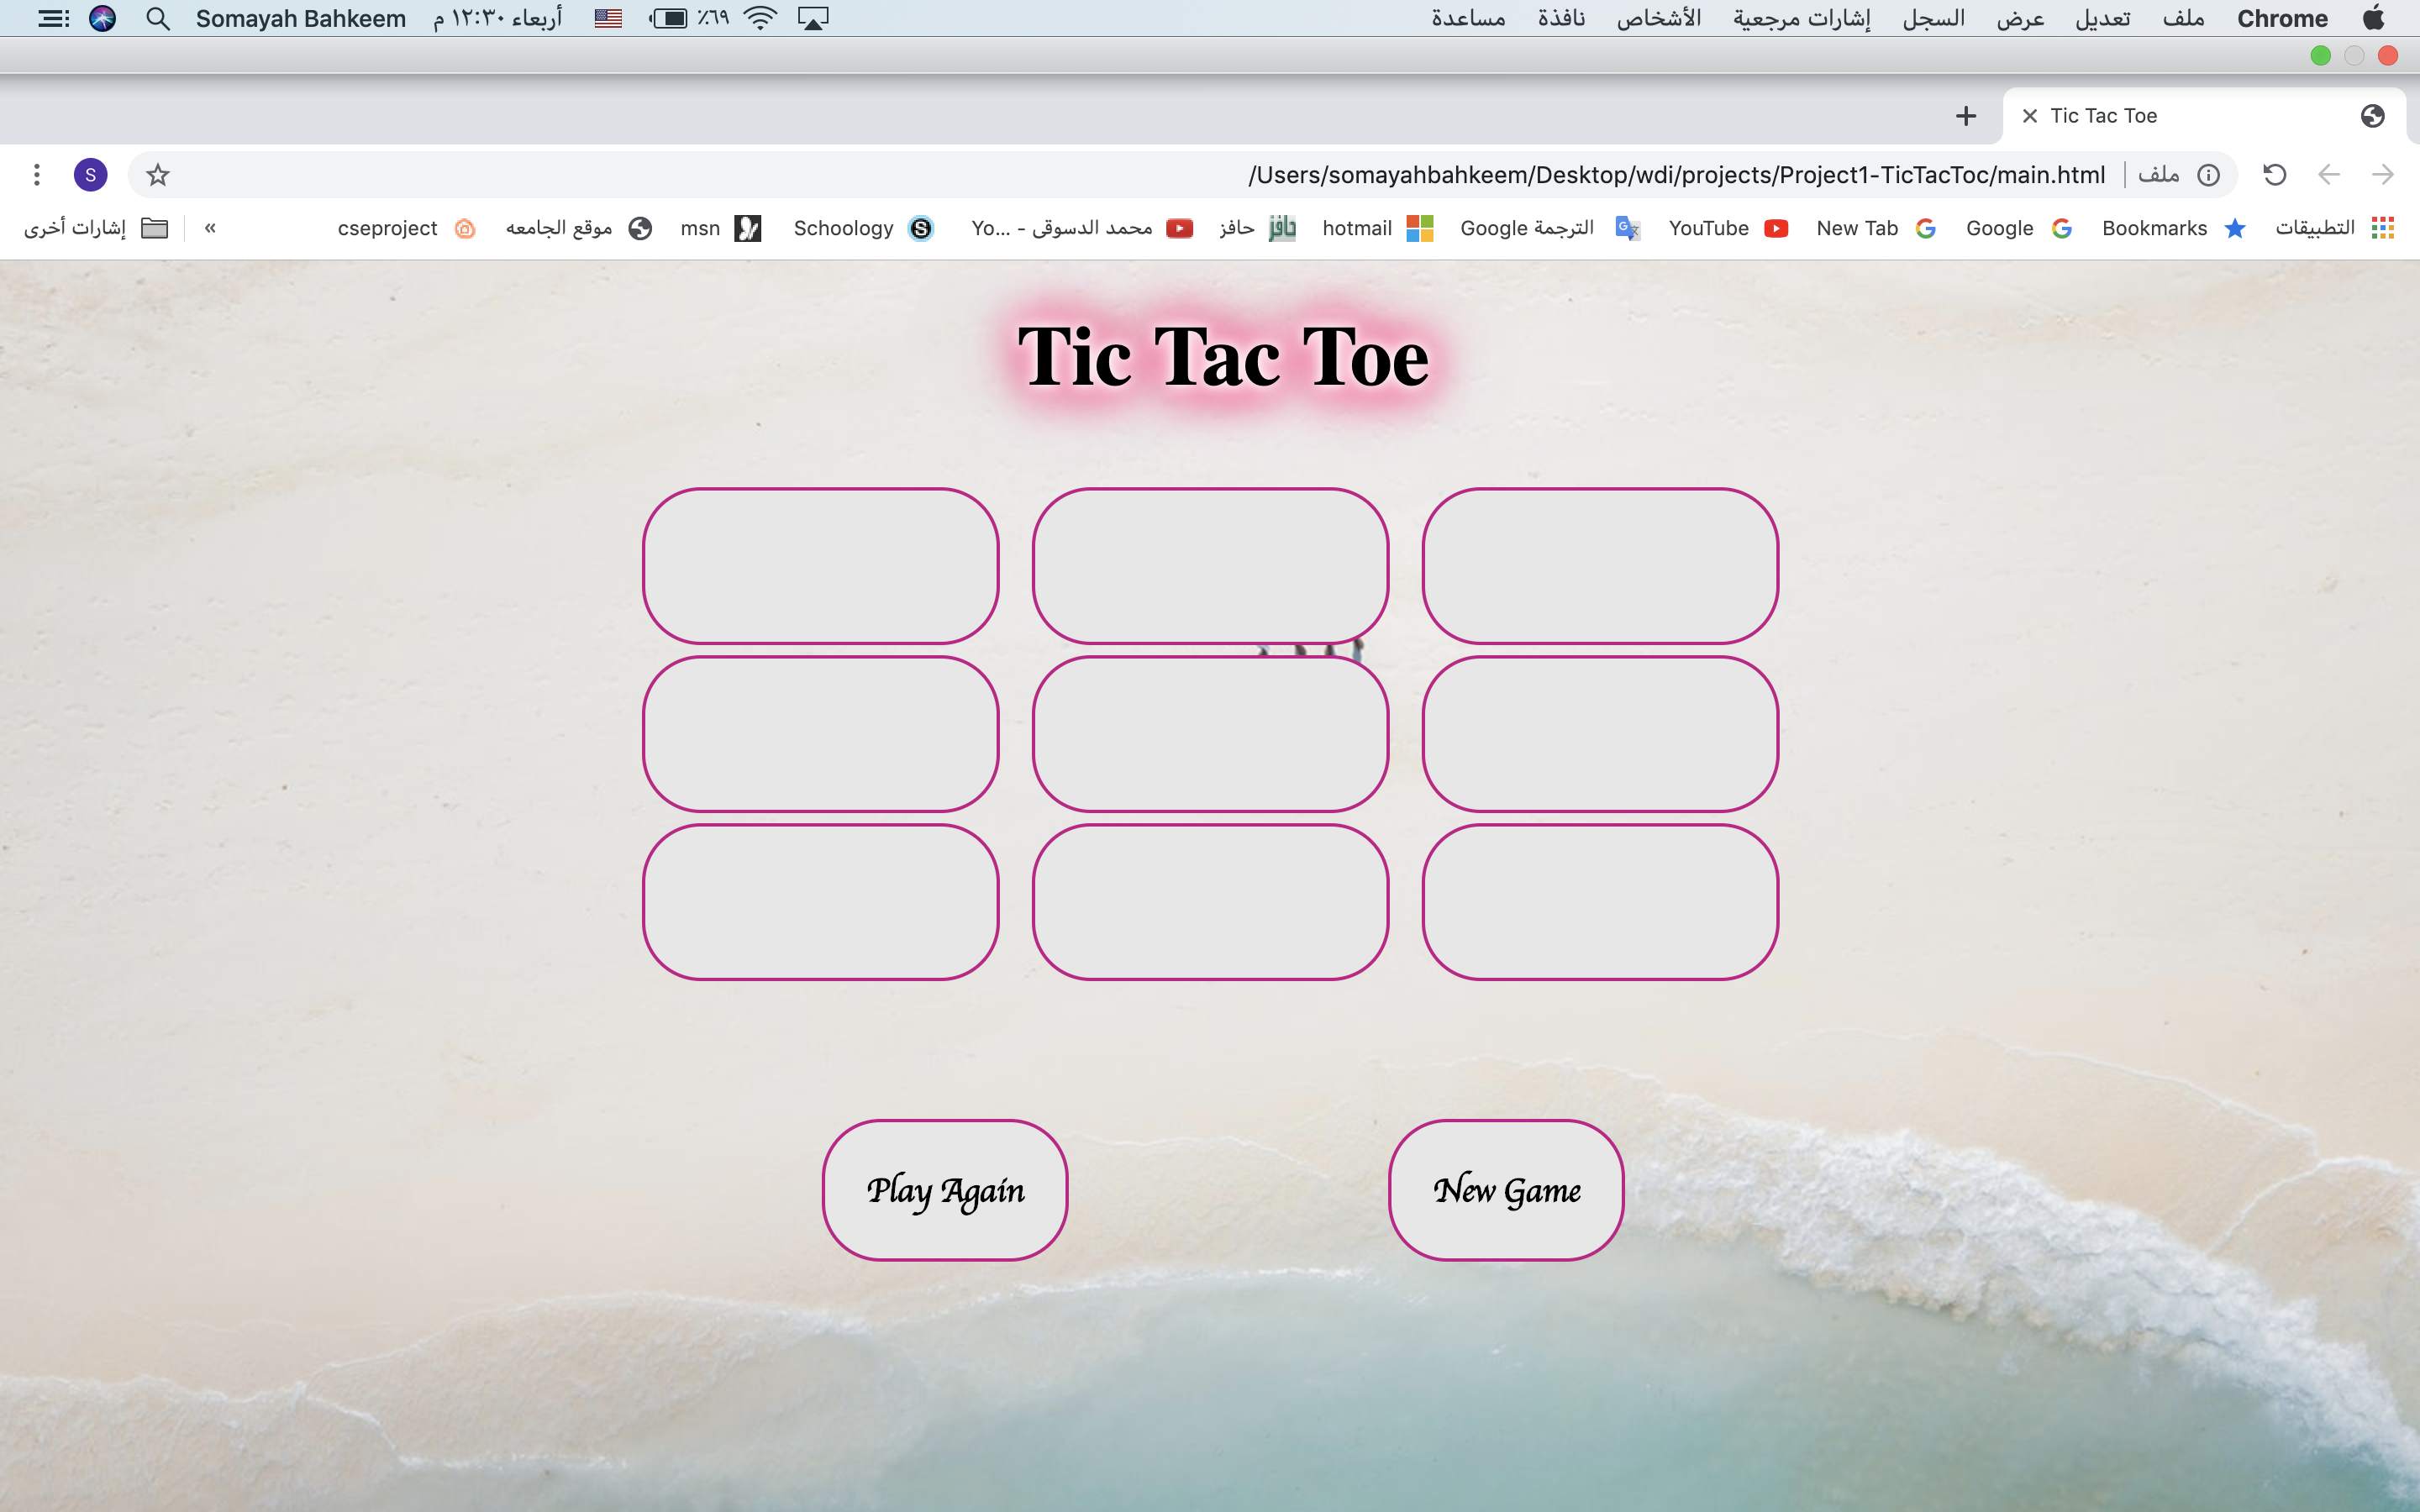 Chrome ملف تعديل عرض السجل إشارات مرجعية الأشخاص نافذة مساعدة
٪٦٩ أربعاء ١٢:٣٠ م Somayah Bahkeem
Tic Tac Toe
ملف /Users/somayahbahkeem/Desktop/wdi/projects/Project1-TicTacToc/main.html
S
التطبيقات Bookmarks Google New Tab YouTube الترجمة Google hotmail حافز محمد الدسوقى - Yo... Schoology msn موقع الجامعه cseproject » إشارات أخرى
Tic Tac Toe
Play Again New Game